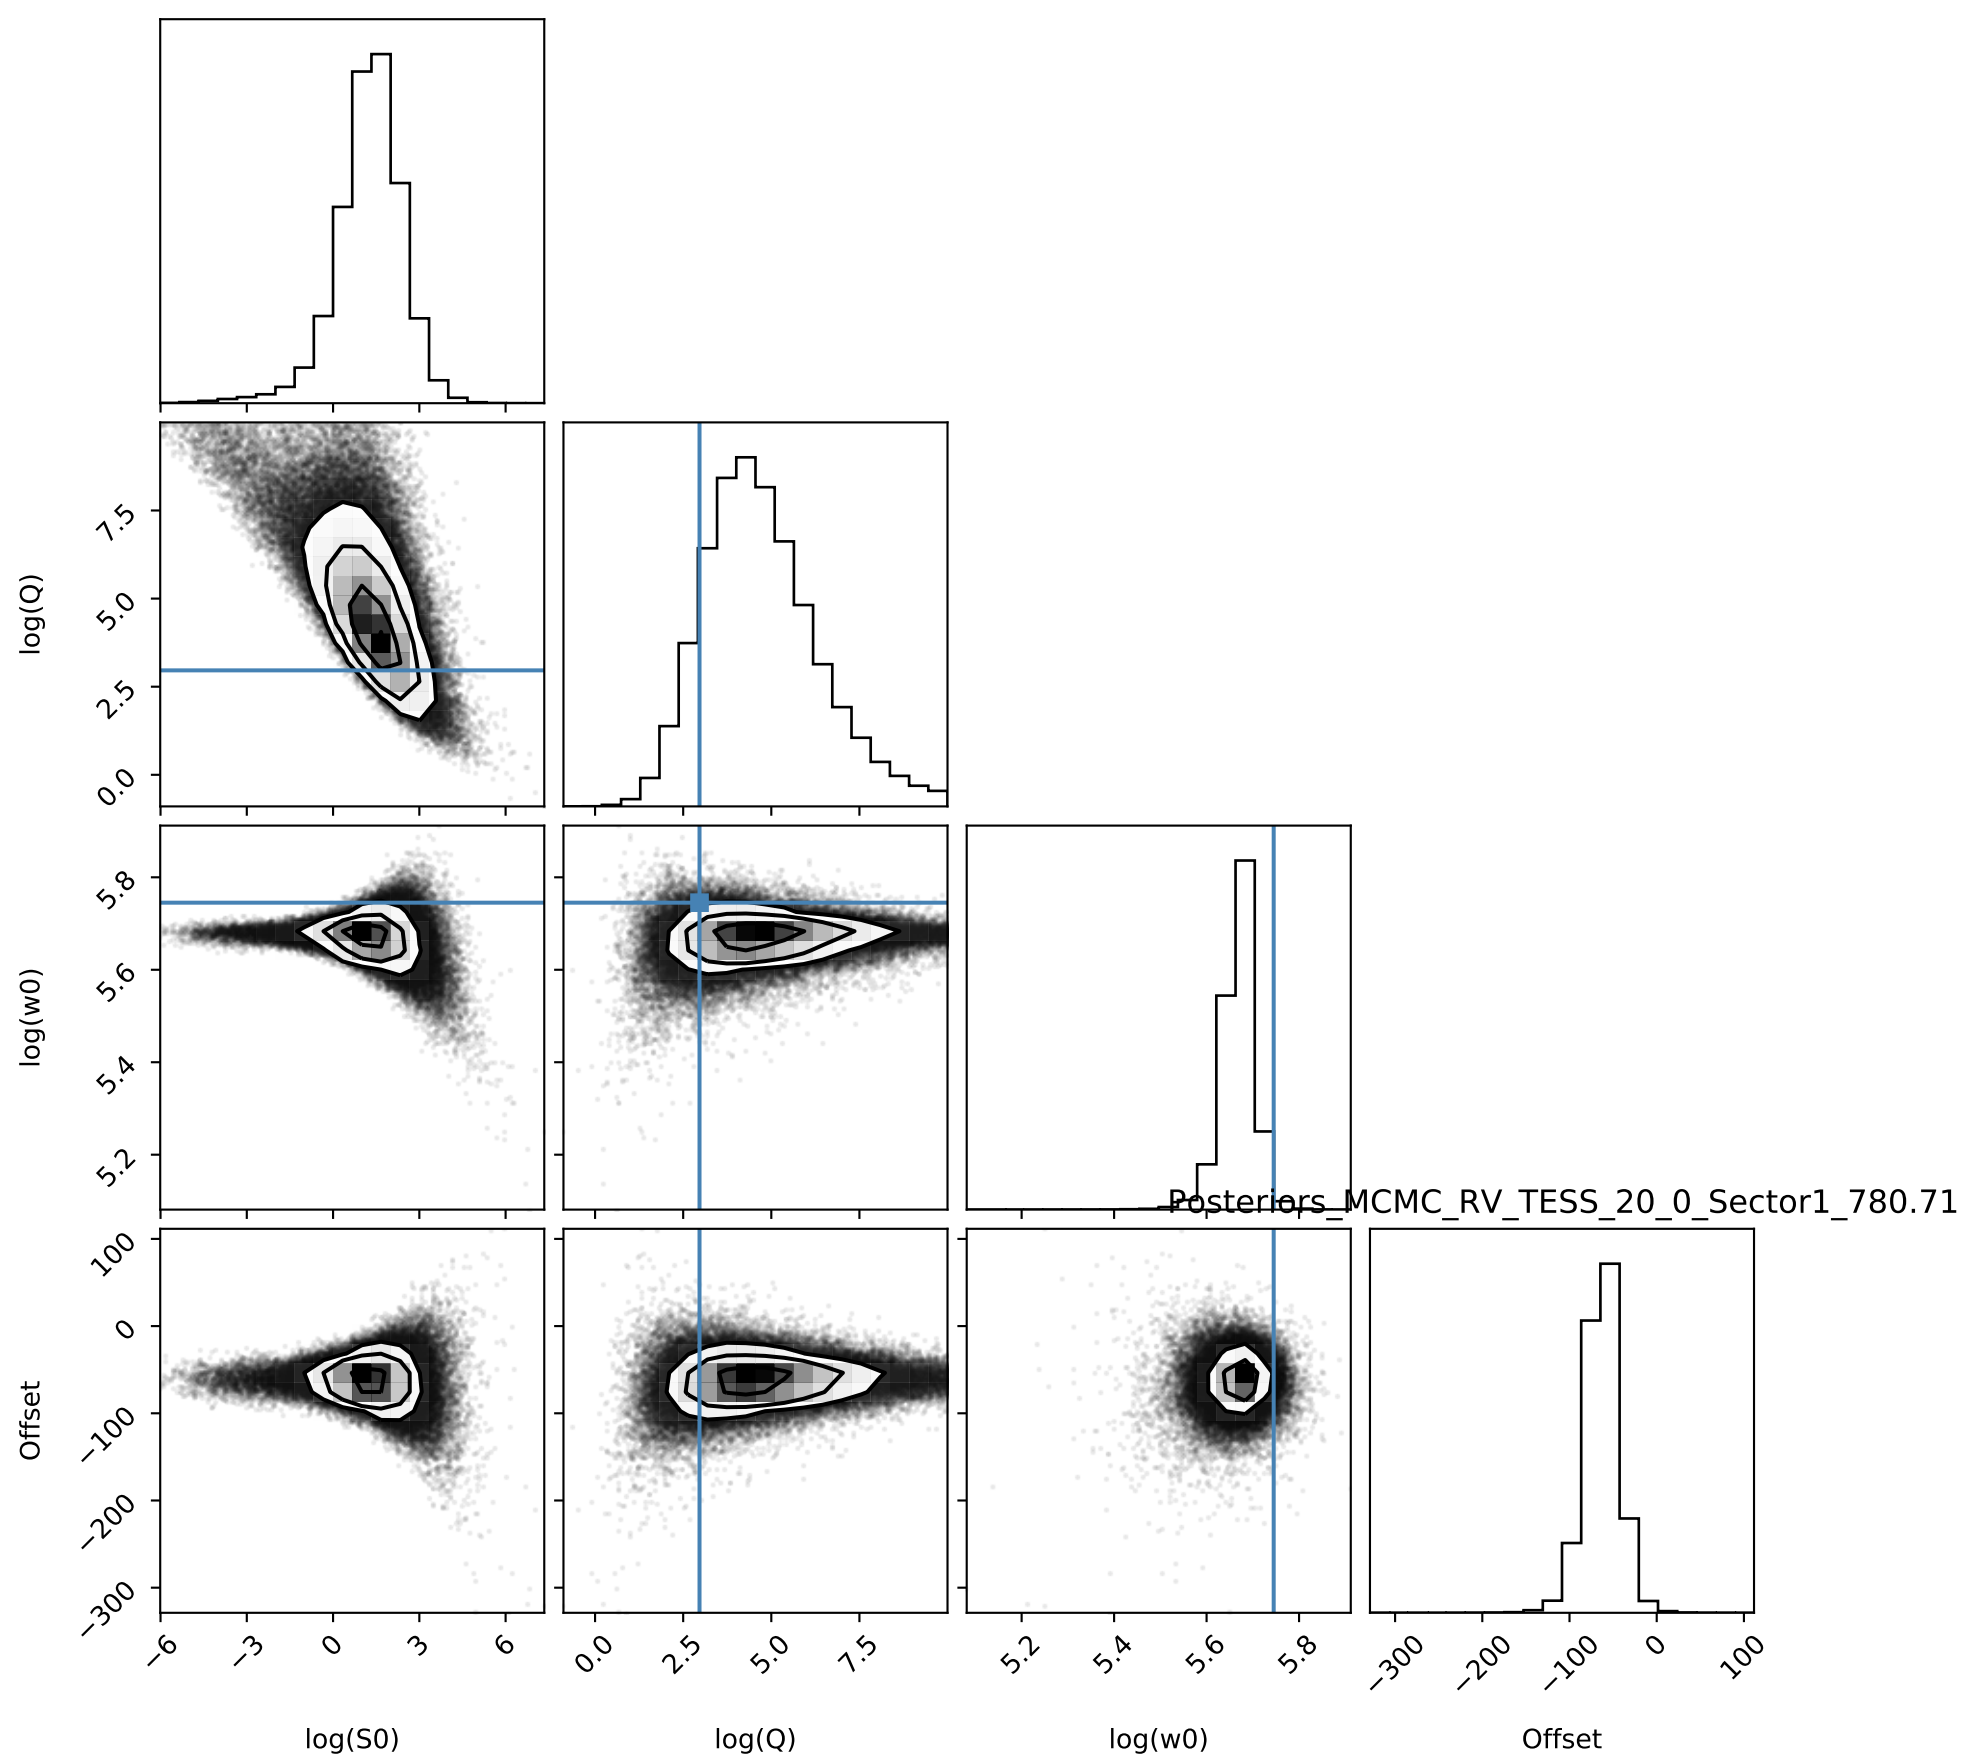 7.5
5.0
2.5
0.0
log(Q)
5.8
5.6
5.4
5.2
log(w0)
Posteriors_MCMC_RV_TESS_20_0_Sector1_780.71
100
0
−100
−200
−300
Offset
−6 −3 0 3 6
0.0 2.5 5.0 7.5
5.2 5.4 5.6 5.8
−300 −200 −100 0 100
log(S0) log(Q) log(w0) Offset